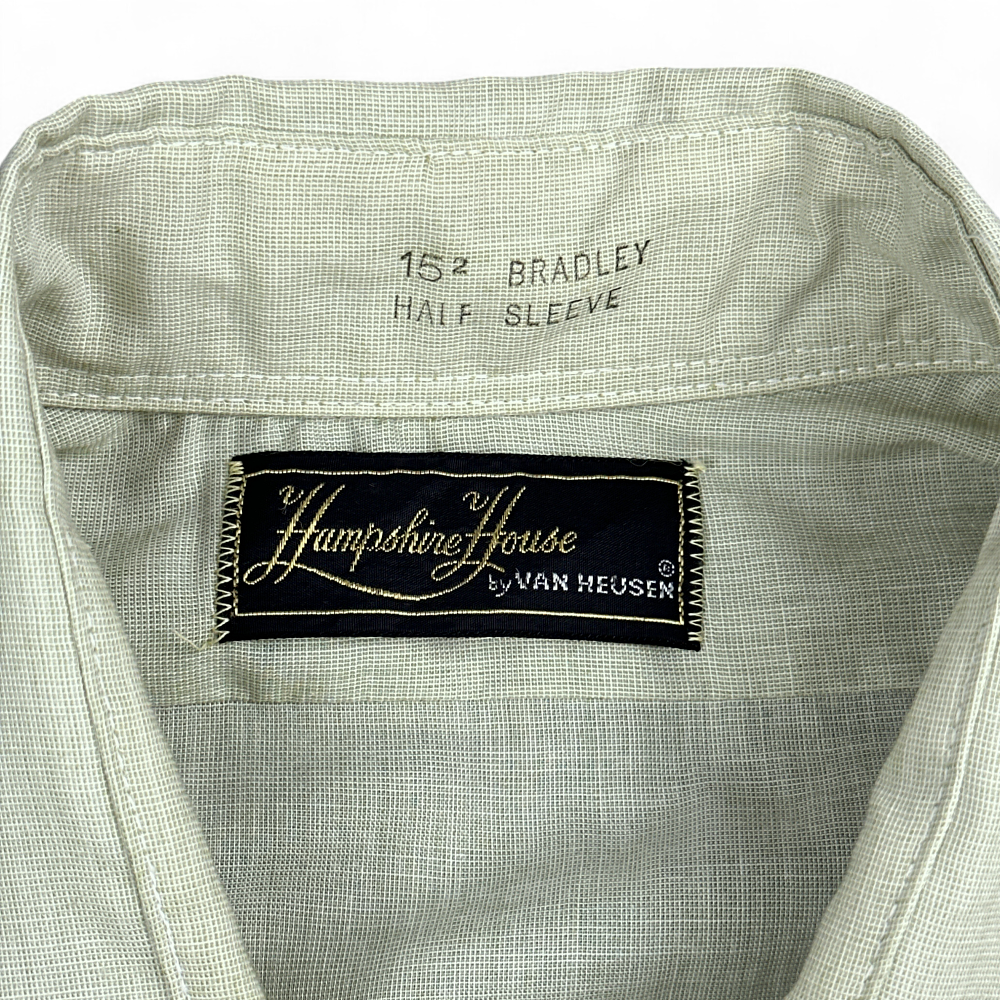 15² BRADLEY
HALF SLEEVE
Hampshire House
by VAN HEUSEN®